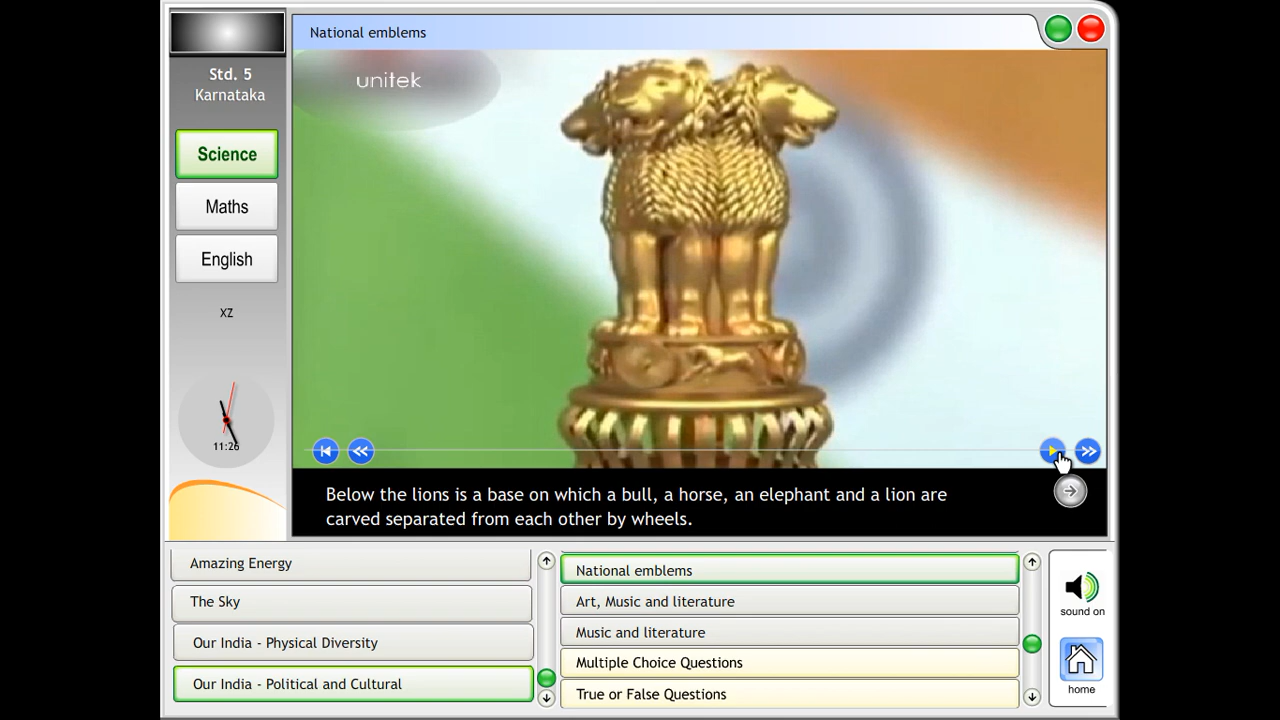 National emblems
Std. 5
Karnataka
unitek
Science
Maths
English
XZ
11:26
Below the lions is a base on which a bull, a horse, an elephant and a lion are
carved separated from each other by wheels.
Amazing Energy
The Sky
Our India - Physical Diversity
Our India - Political and Cultural
National emblems
Art, Music and literature
Music and literature
Multiple Choice Questions
True or False Questions
sound on
home